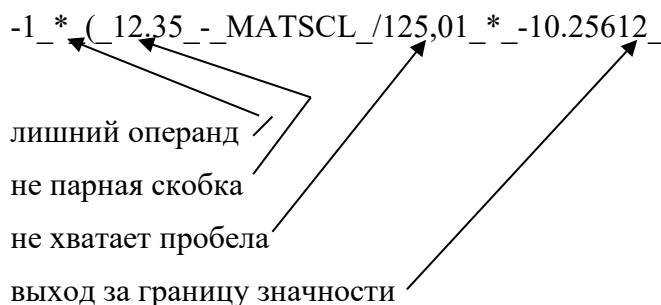 -1_*_(_12.35_-_MATSCL_/125,01_*_-10.25612_
лишний операнд
не парная скобка
не хватает пробела
выход за границу значности